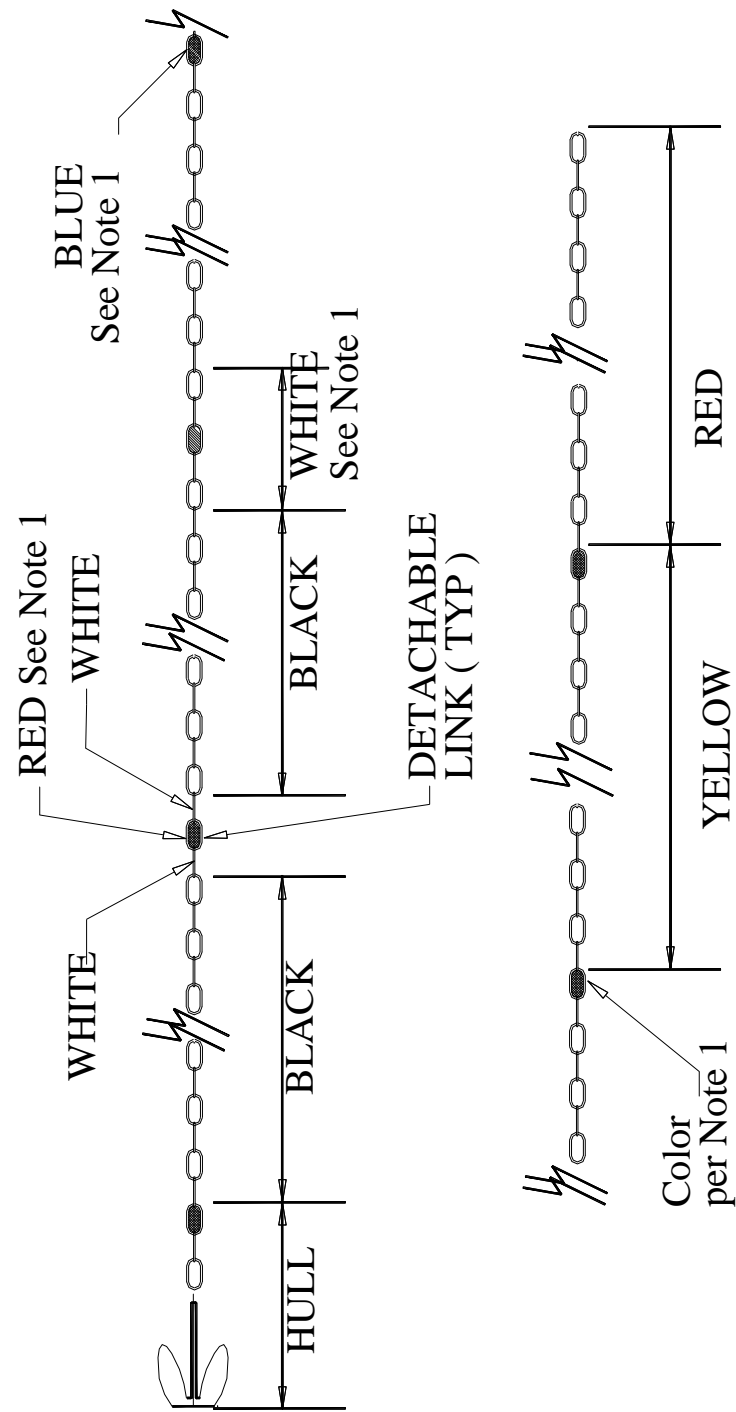 BLUE
See Note 1
RED See Note 1
WHITE
WHITE
WHITE
See Note 1
BLACK
DETACHABLE
LINK ( TYP )
BLACK
HULL
RED
YELLOW
Color
per Note 1